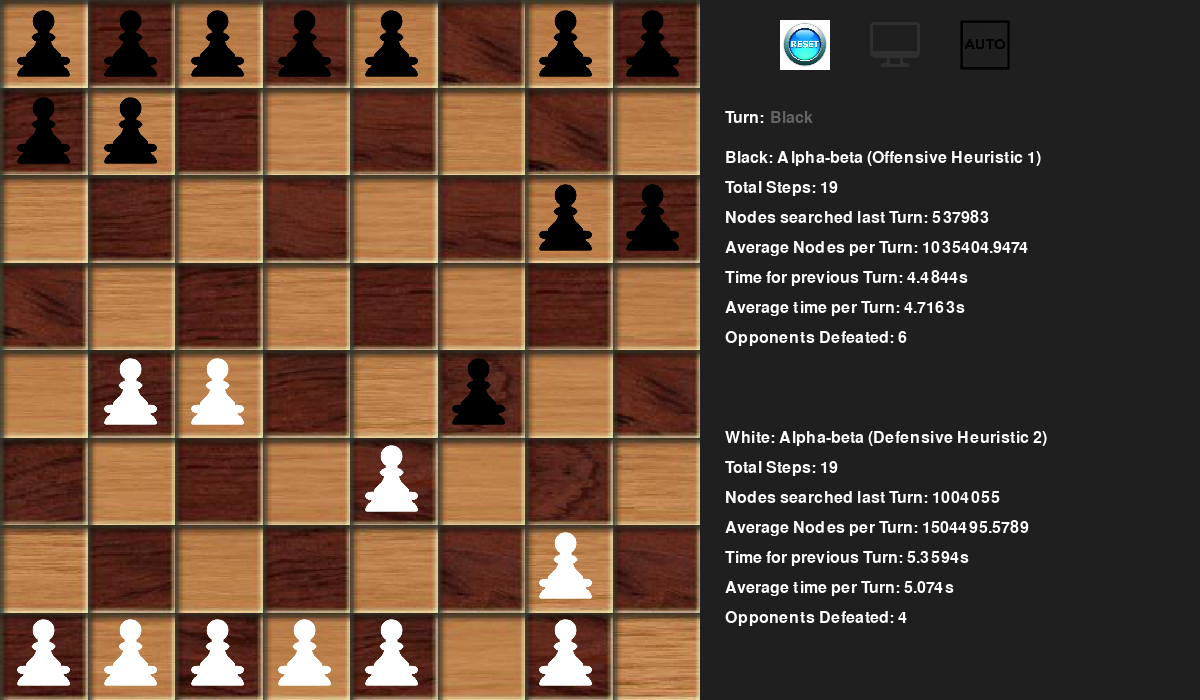 RESET
AUTO
Turn: Black
Black: Alpha-beta (Offensive Heuristic 1)
Total Steps: 19
Nodes searched last Turn: 537983
Average Nodes per Turn: 1035404.9474
Time for previous Turn: 4.4844s
Average time per Turn: 4.7163s
Opponents Defeated: 6
White: Alpha-beta (Defensive Heuristic 2)
Total Steps: 19
Nodes searched last Turn: 1004055
Average Nodes per Turn: 1504495.5789
Time for previous Turn: 5.3594s
Average time per Turn: 5.074s
Opponents Defeated: 4